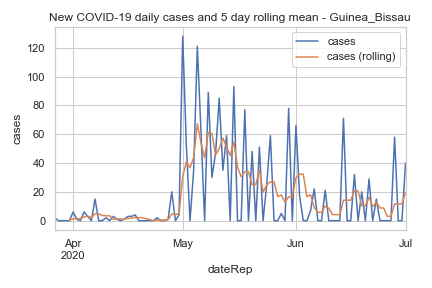 New COVID-19 daily cases and 5 day rolling mean - Guinea_Bissau
cases
cases (rolling)
120
100
80
60
40
20
0
cases
Apr
2020
May
Jun
Jul
dateRep